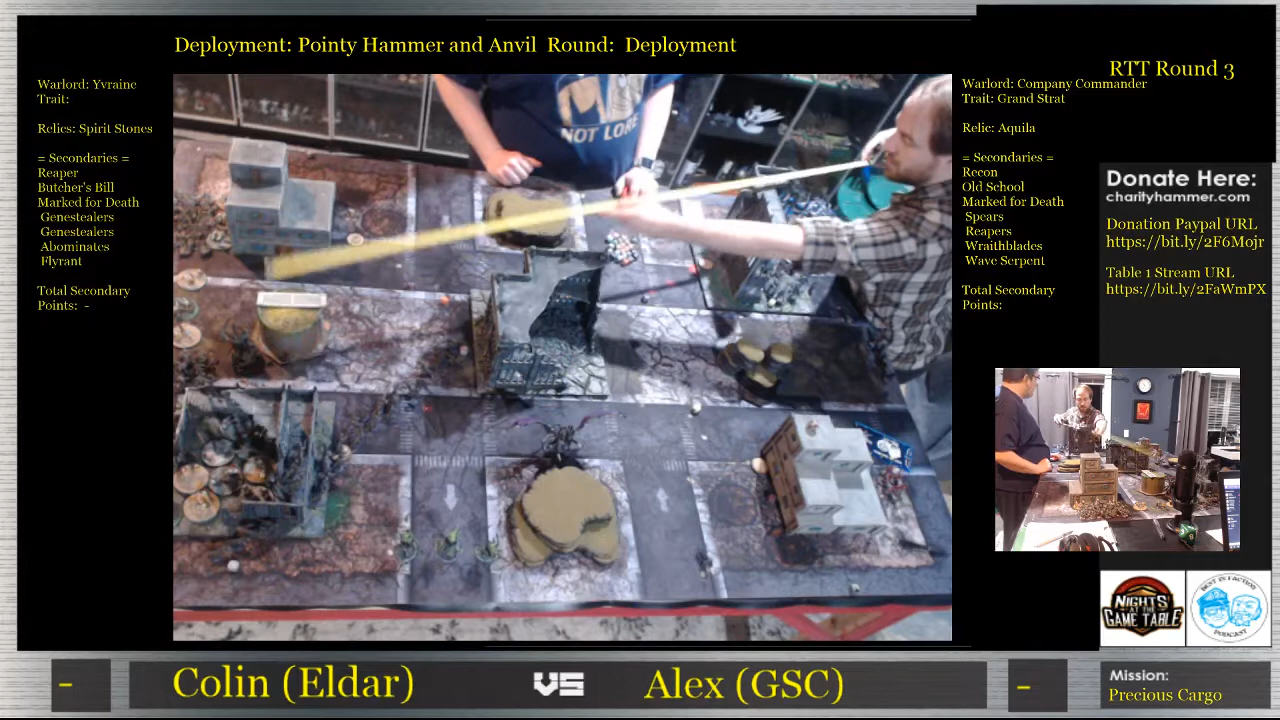 Deployment: Pointy Hammer and Anvil  Round:  Deployment
RTT Round 3
Warlord: Yvraine
Trait:
Relics: Spirit Stones
= Secondaries =
Reaper
Butcher's Bill
Marked for Death
Genestealers
Genestealers
Abominates
Flyrant
Total Secondary
Points:  -
NOT LORE
Warlord: Company Commander
Trait: Grand Strat
Relic: Aquila
= Secondaries =
Recon
Old School
Marked for Death
Spears
Reapers
Wraithblades
Wave Serpent
Total Secondary
Points:
Donate Here:
charityhammer.com
Donation Paypal URL
https://bit.ly/2F6Mojr
Table 1 Stream URL
https://bit.ly/2FaWmPX
NIGHTS
AT THE
GAME TABLE
BEST IN FACTION
PODCAST
-
Colin (Eldar)
VS
Alex (GSC)
-
Mission:
Precious Cargo